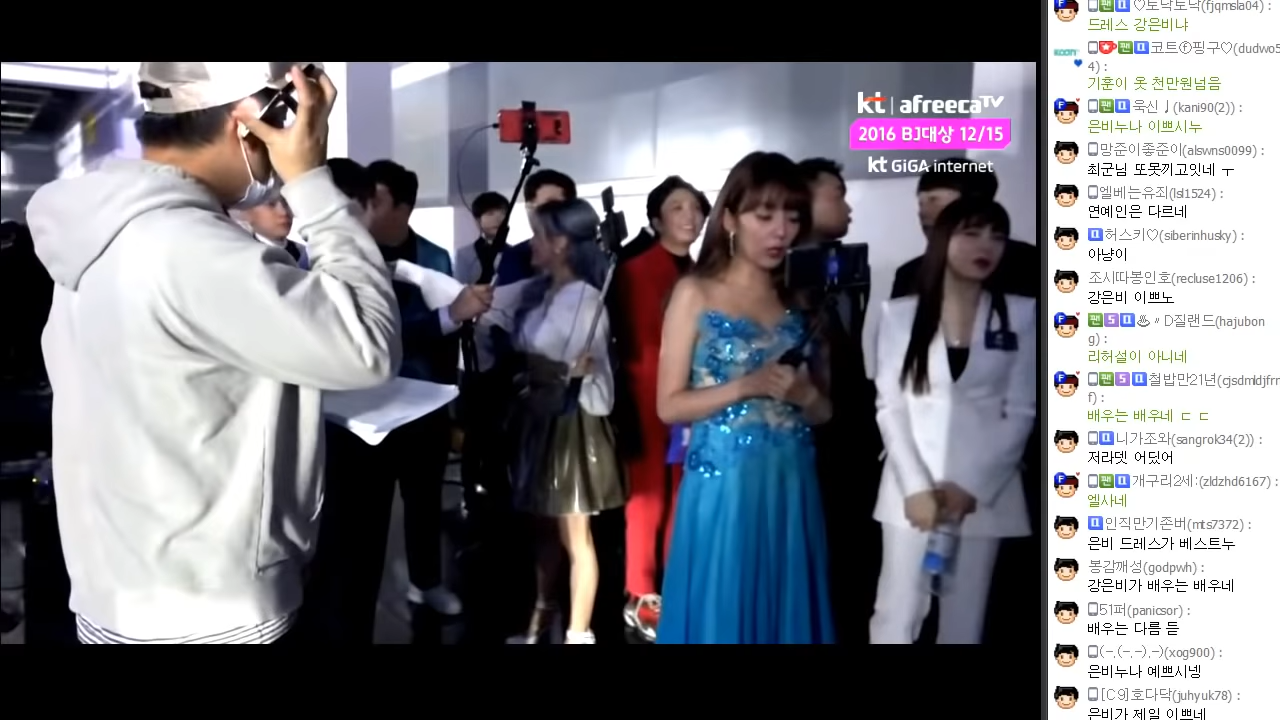 kt | afreecaTV
2016 BJ대상 12/15
kt GiGA internet
팬 ♡토닥토닥(fjqmsla04) :
드레스 강은비냐
팬 코트ⓕ핑구♡(dudwo5
4) :
기훈이 옷 천만원넘음
팬 욱신♩(kani90(2)) :
은비누나 이쁘시누
망준이좋준이(alswns0099) :
최군님 또못끼고잇네 ㅜ
엘베는유죄(lsl1524) :
연예인은 다르네
허스키♡(siberinhusky) :
아냥이
조시따봉인호(recluse1206) :
강은비 이쁘노
팬 S ♨〃D질랜드(hajubon
g) :
리허설이 아니네
팬 S 철밥만21년(cjsdmldjfrr
f) :
배우는 배우네 ㄷ ㄷ
니가조와(sangrok34(2)) :
저라뎃 어딨어
팬 개구리2세:(zldzhd6167) :
엘사네
인직만기존버(mts7372) :
은비 드레스가 베스트누
봉감깨성(godpwh) :
강은비가 배우는 배우네
51퍼(panicsor) :
배우는 다름 듣
(-.(-.-).-)(xog900) :
은비누나 예쁘시넹
[C9]호다닥(juhyuk78) :
은비가 제일 이쁘네